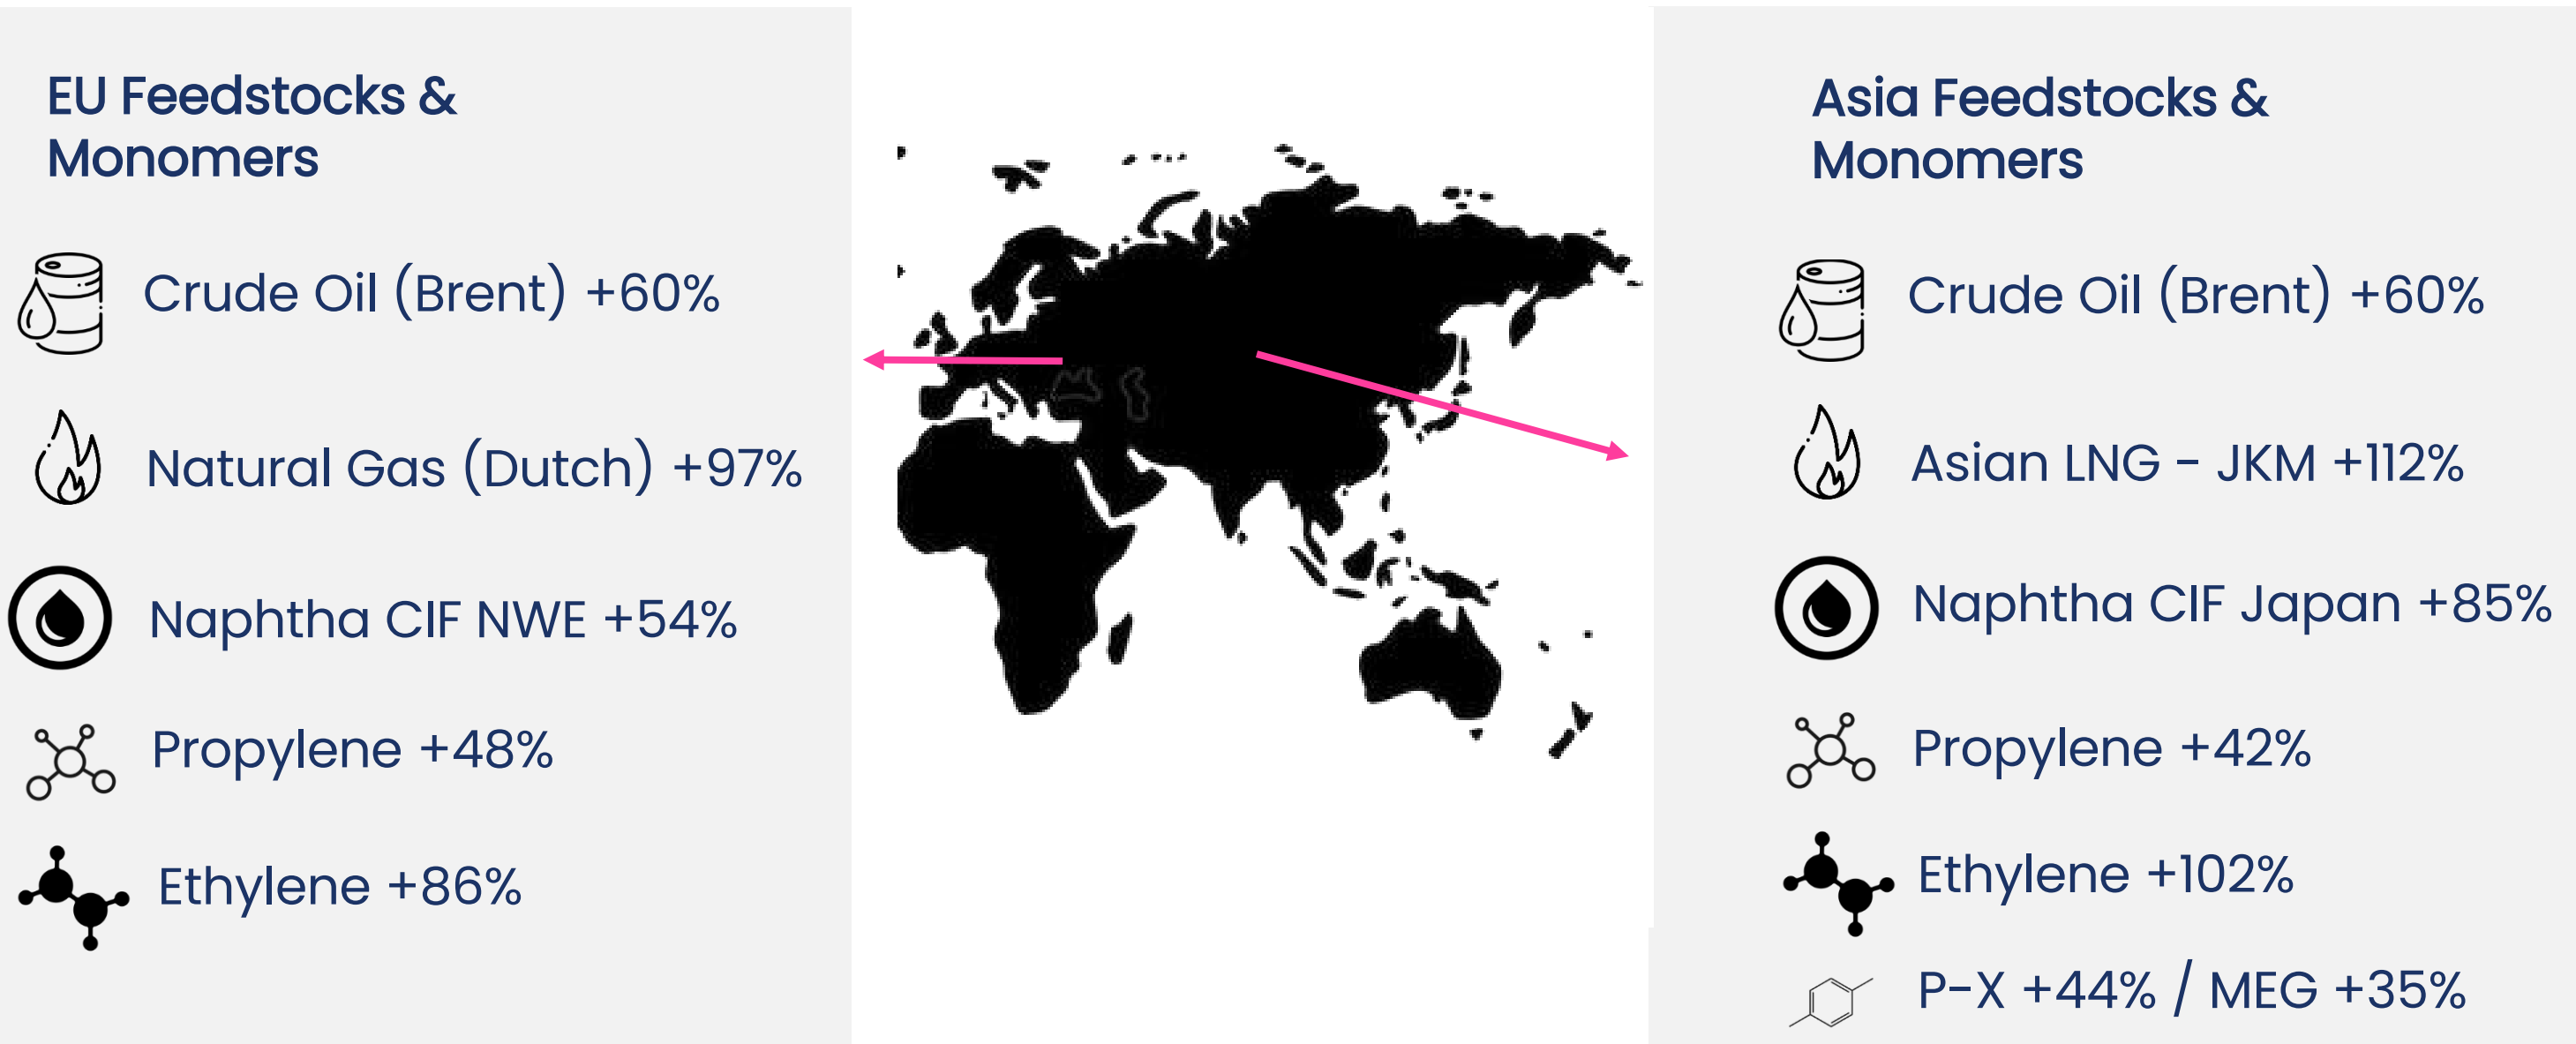 EU Feedstocks &
Monomers
Crude Oil (Brent) +60%
Natural Gas (Dutch) +97%
Naphtha CIF NWE +54%
Propylene +48%
Ethylene +86%
Asia Feedstocks &
Monomers
Crude Oil (Brent) +60%
Asian LNG - JKM +112%
Naphtha CIF Japan +85%
Propylene +42%
Ethylene +102%
P-X +44% / MEG +35%